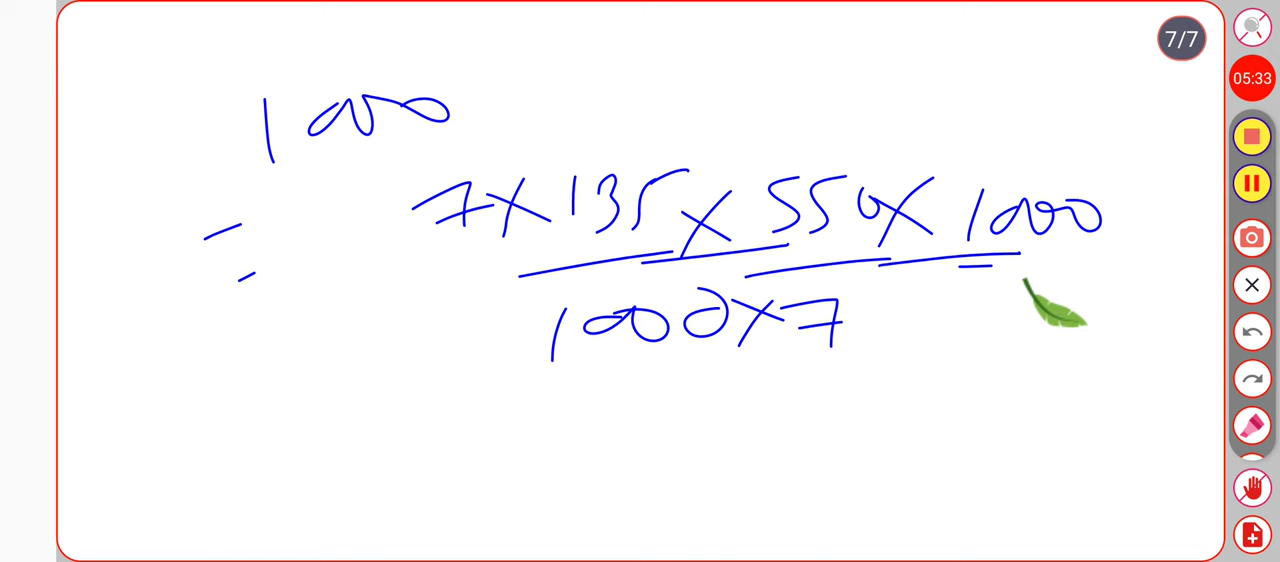 7/7
05:33
1000
= 7 × 135 × 550 × 1000
1000 × 7